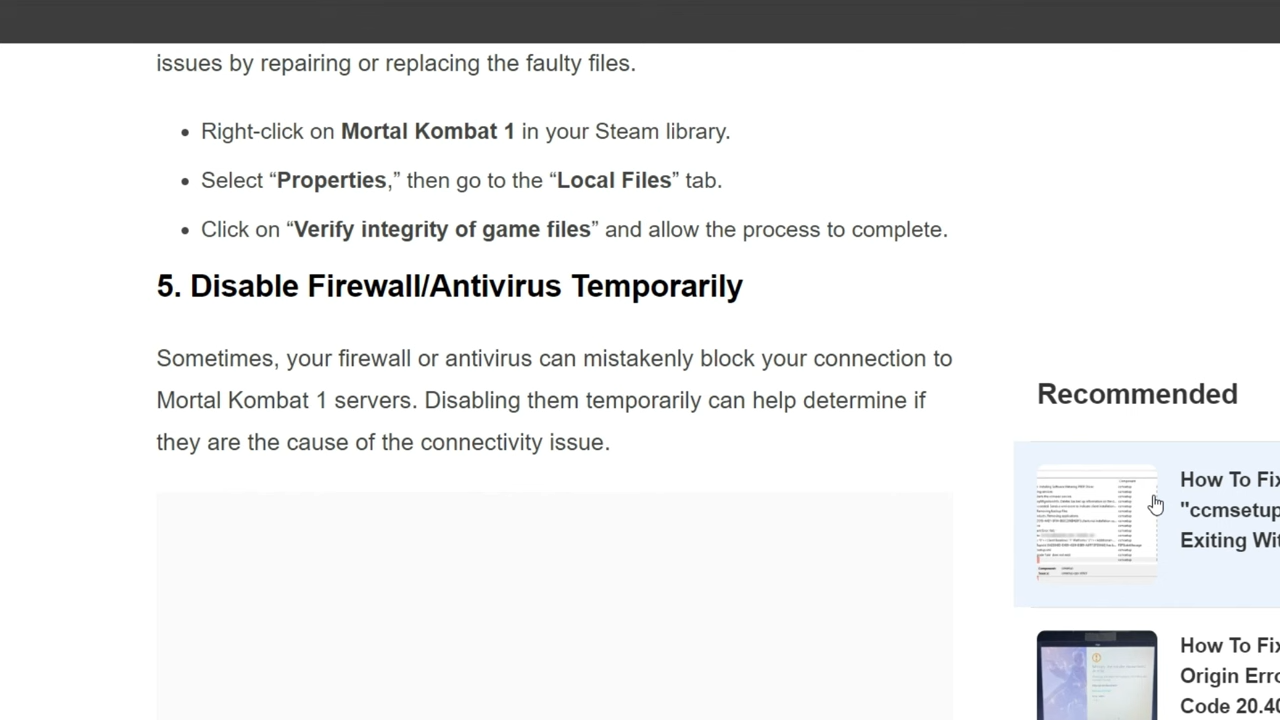 issues by repairing or replacing the faulty files.
• Right-click on Mortal Kombat 1 in your Steam library.
• Select “Properties,” then go to the “Local Files” tab.
• Click on “Verify integrity of game files” and allow the process to complete.
5. Disable Firewall/Antivirus Temporarily
Sometimes, your firewall or antivirus can mistakenly block your connection to
Mortal Kombat 1 servers. Disabling them temporarily can help determine if
they are the cause of the connectivity issue.
Recommended
How To Fix
"ccmsetup
Exiting Wit
How To Fix
Origin Erro
Code 20.40